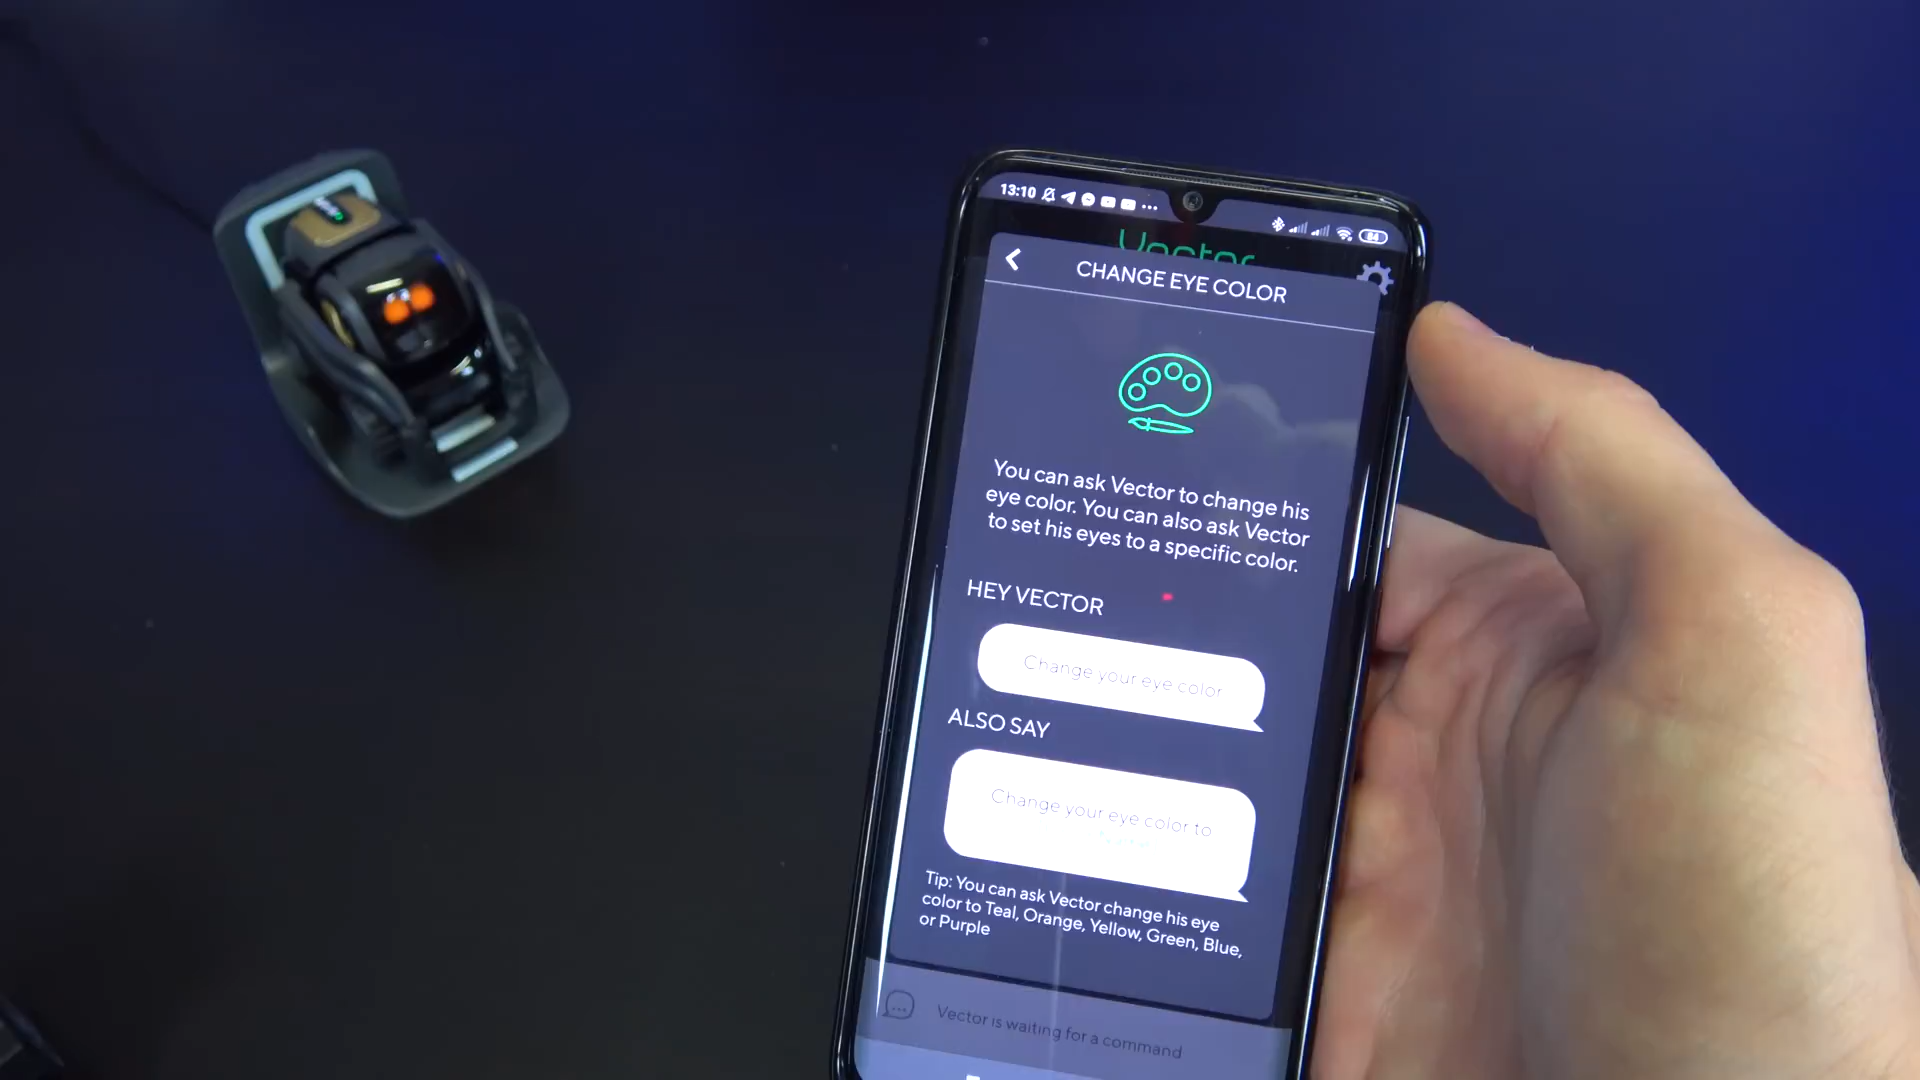 13:10
84
Vector
CHANGE EYE COLOR
You can ask Vector to change his
eye color. You can also ask Vector
to set his eyes to a specific color.
HEY VECTOR
Change your eye color
ALSO SAY
Change your eye color to
Tip: You can ask Vector change his eye
color to Teal, Orange, Yellow, Green, Blue,
or Purple
Vector is waiting for a command